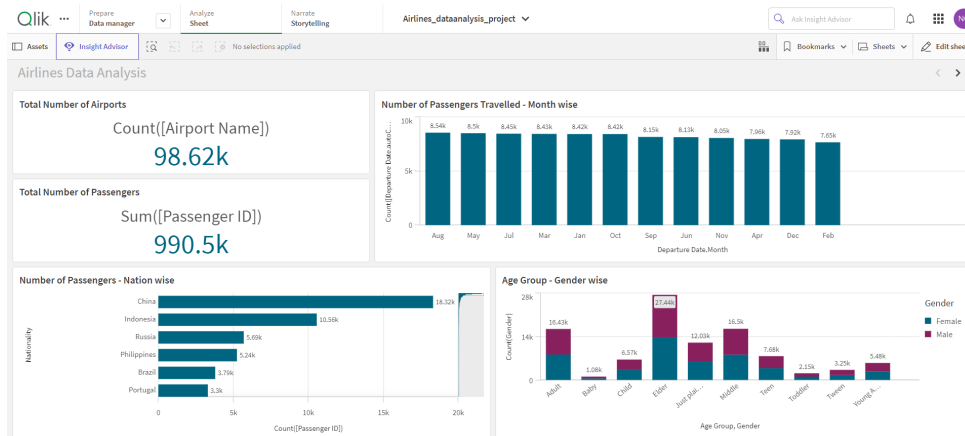 Qlik
Prepare
Data manager
Analyze
Sheet
Narrate
Storytelling
Airlines_dataanalysis_project
Ask Insight Advisor
Assets
Insight Advisor
No selections applied
Bookmarks
Sheets
Edit shee
Airlines Data Analysis
Total Number of Airports
Count([Airport Name])
98.62k
Total Number of Passengers
Sum([Passenger ID])
990.5k
Number of Passengers Travelled - Month wise
Count([Departure Date.autoC...
10k
5k
0
8.54k 8.5k 8.45k 8.43k 8.42k 8.42k 8.15k 8.13k 8.05k 7.96k 7.92k 7.65k
Aug May Jul Mar Jan Oct Sep Jun Nov Apr Dec Feb
Departure Date.Month
Number of Passengers - Nation wise
Nationality
China 18.32k
Indonesia 10.56k
Russia 5.69k
Philippines 5.24k
Brazil 3.79k
Portugal 3.3k
0 5k 10k 15k 20k
Count([Passenger ID])
Age Group - Gender wise
Count(Gender)
28k
14k
0
16.43k 1.08k 6.57k 27.44k 12.03k 16.5k 7.68k 2.15k 3.25k 5.48k
Adult Baby Child Elder Just plai... Middle Teen Toddler Tween Young A...
Age Group, Gender
Gender
Female
Male